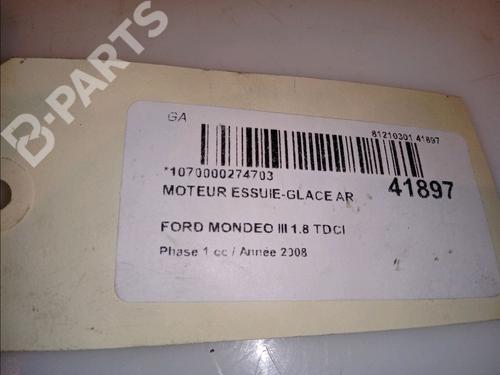 B-PARTS
GA
81210301 41897
*1070000274703
41897
MOTEUR ESSUIE-GLACE AR
FORD MONDEO III 1.8 TDCI
Phase 1 cc / Année 2008